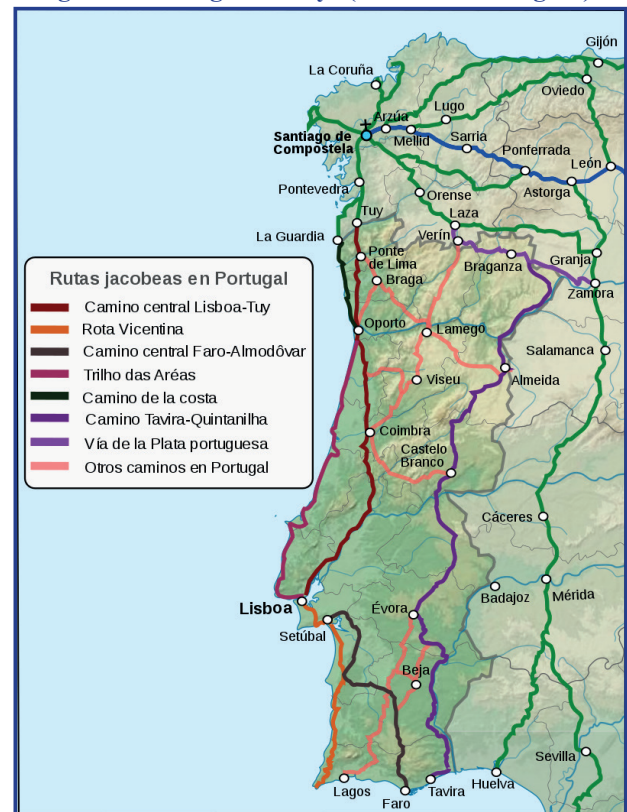 Gijón
La Coruña
Oviedo
Lugo
Arzúa
Santiago de
Compostela
Mellid
Sarria
Ponferrada
León
Astorga
Pontevedra
Orense
Tuy
Laza
La Guardia
Verín
Ponte
de Lima
Braganza
Granja
Braga
Zamora
Rutas jacobeas en Portugal
Camino central Lisboa-Tuy
Rota Vicentina
Camino central Faro-Almodôvar
Trilho das Aréas
Camino de la costa
Camino Tavira-Quintanilha
Vía de la Plata portuguesa
Otros caminos en Portugal
Oporto
Lamego
Salamanca
Viseu
Almeida
Coimbra
Castelo
Branco
Cáceres
Lisboa
Évora
Badajoz
Mérida
Setúbal
Beja
Sevilla
Lagos
Faro
Tavira
Huelva